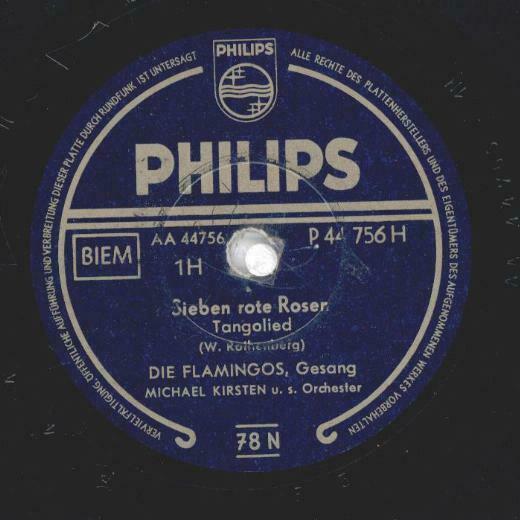 PHILIPS
VERVIELFÄLTIGUNG, ÖFFENTLICHE AUFFÜHRUNG UND VERBREITUNG DIESER PLATTE DURCH RUNDFUNK IST UNTERSAGT
ALLE RECHTE DES PLATTENHERSTELLERS UND DES EIGENTÜMERS DES AUFGENOMMENEN WERKES VORBEHALTEN
PHILIPS
BIEM
AA 44756 P 44 756 H
1H
Sieben rote Rosen
Tangolied
(W. Rothenberg)
DIE FLAMINGOS, Gesang
MICHAEL KIRSTEN u. s. Orchester
78 N